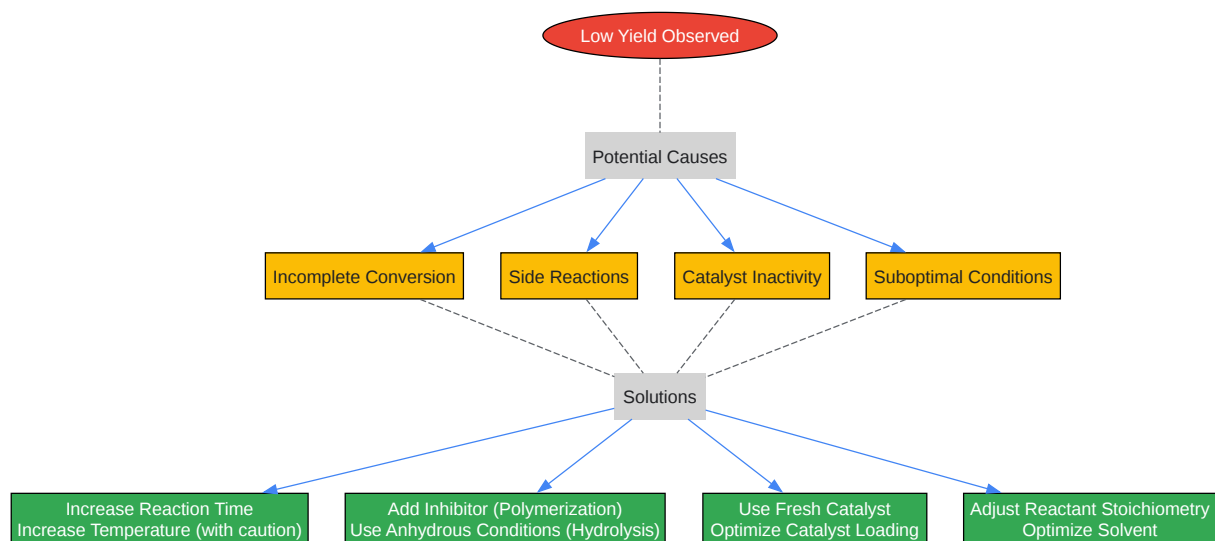 Low Yield Observed
Potential Causes
Incomplete Conversion
Side Reactions
Catalyst Inactivity
Suboptimal Conditions
Solutions
Increase Reaction Time
Increase Temperature (with caution)
Add Inhibitor (Polymerization)
Use Anhydrous Conditions (Hydrolysis)
Use Fresh Catalyst
Optimize Catalyst Loading
Adjust Reactant Stoichiometry
Optimize Solvent